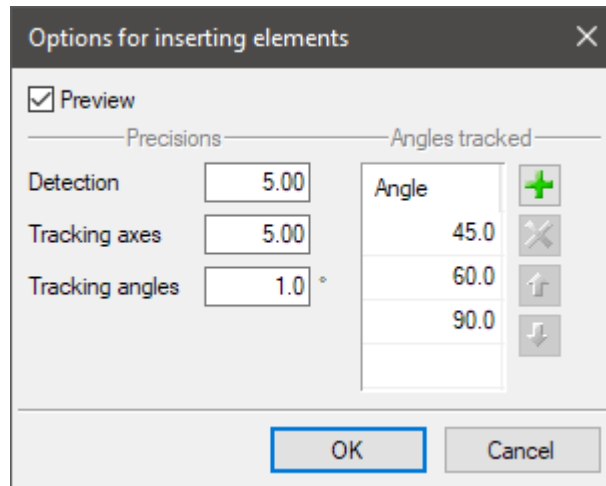 Options for inserting elements
Preview
Precisions
Detection 5.00
Tracking axes 5.00
Tracking angles 1.0 °
Angles tracked
Angle
45.0
60.0
90.0
OK Cancel